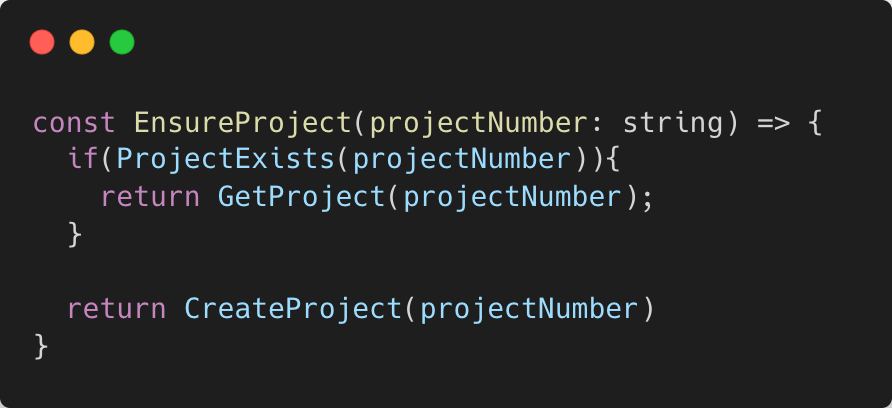 const EnsureProject(projectNumber: string) => {
if(ProjectExists(projectNumber)){
return GetProject(projectNumber);
}
return CreateProject(projectNumber)
}